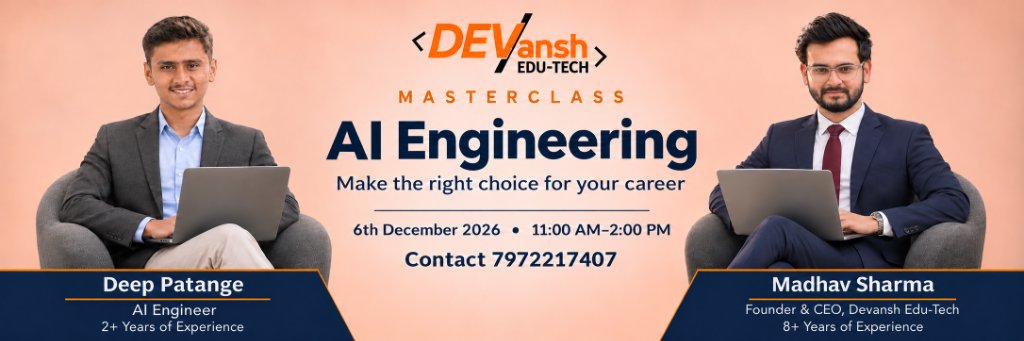 <DEVansh>
EDU-TECH
MASTERCLASS
AI Engineering
Make the right choice for your career
6th December 2026 • 11:00 AM–2:00 PM
Contact 7972217407
Deep Patange
AI Engineer
2+ Years of Experience
Madhav Sharma
Founder & CEO, Devansh Edu-Tech
8+ Years of Experience